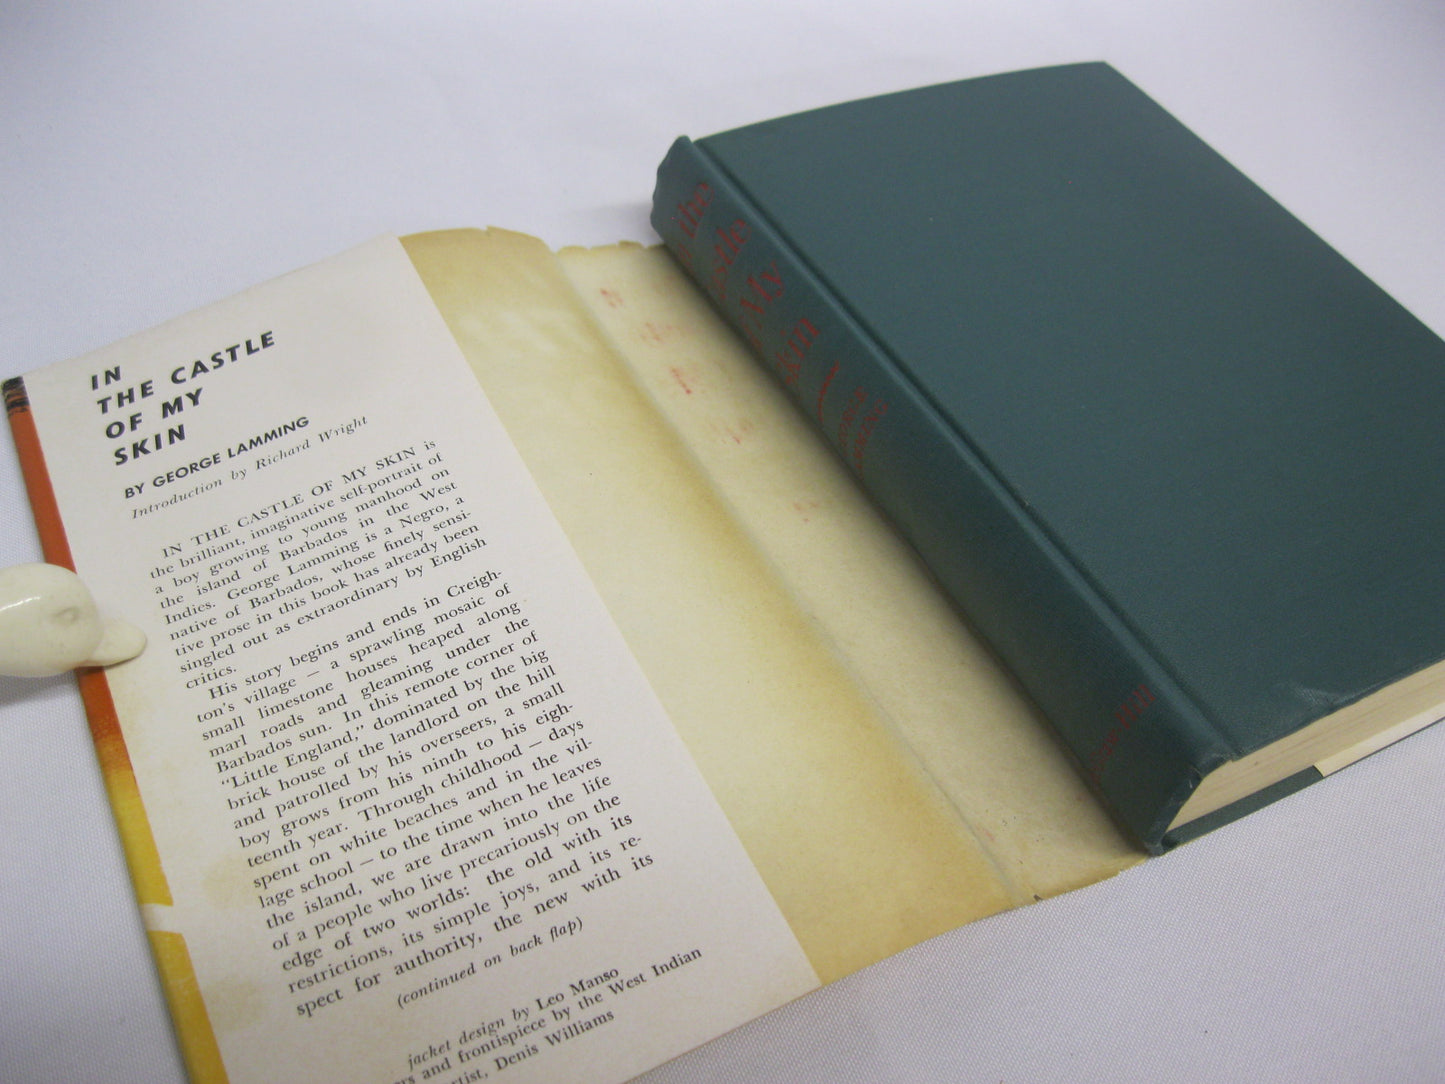 IN
THE CASTLE
OF MY
SKIN
BY GEORGE LAMMING
Introduction by Richard Wright
IN THE CASTLE OF MY SKIN is
the brilliant, imaginative self-portrait of
a boy growing to young manhood on
the island of Barbados in the West
Indies. George Lamming is a Negro, a
native of Barbados, whose finely sensi-
tive prose in this book has already been
singled out as extraordinary by English
critics.
His story begins and ends in Creigh-
ton's village — a sprawling mosaic of
small limestone houses heaped along
marl roads and gleaming under the
Barbados sun. In this remote corner of
"Little England," dominated by the big
brick house of the landlord on the hill
and patrolled by his overseers, a small
boy grows from his ninth to his eigh-
teenth year. Through childhood — days
spent on white beaches and in the vil-
lage school — to the time when he leaves
the island, we are drawn into the life
of a people who live precariously on the
edge of two worlds: the old with its
restrictions, its simple joys, and its re-
spect for authority, the new with its
(continued on back flap)
jacket design by Leo Manso
and frontispiece by the West Indian
Denis Williams
the
My
Hill